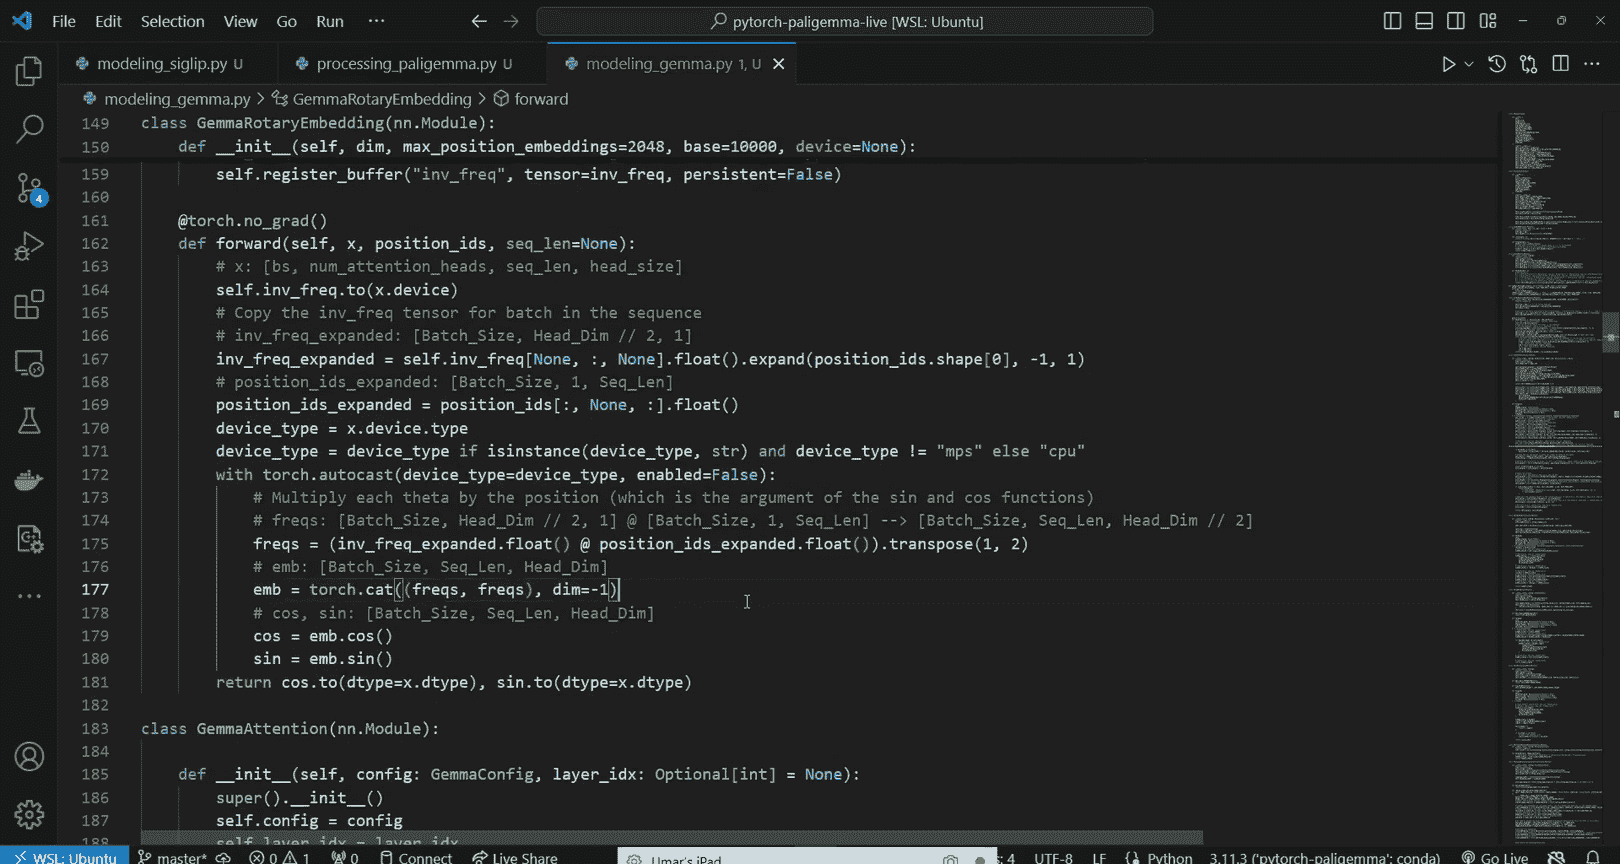 File Edit Selection View Go Run ···
pytorch-paligemma-live [WSL: Ubuntu]
modeling_siglip.py U processing_paligemma.py U modeling_gemma.py 1, U
modeling_gemma.py > GemmaRotaryEmbedding > forward
149 class GemmaRotaryEmbedding(nn.Module):
150 def __init__(self, dim, max_position_embeddings=2048, base=10000, device=None):
159 self.register_buffer("inv_freq", tensor=inv_freq, persistent=False)
160
161 @torch.no_grad()
162 def forward(self, x, position_ids, seq_len=None):
163 # x: [bs, num_attention_heads, seq_len, head_size]
164 self.inv_freq.to(x.device)
165 # Copy the inv_freq tensor for batch in the sequence
166 # inv_freq_expanded: [Batch_Size, Head_Dim // 2, 1]
167 inv_freq_expanded = self.inv_freq[None, :, None].float().expand(position_ids.shape[0], -1, 1)
168 # position_ids_expanded: [Batch_Size, 1, Seq_Len]
169 position_ids_expanded = position_ids[:, None, :].float()
170 device_type = x.device.type
171 device_type = device_type if isinstance(device_type, str) and device_type != "mps" else "cpu"
172 with torch.autocast(device_type=device_type, enabled=False):
173 # Multiply each theta by the position (which is the argument of the sin and cos functions)
174 # freqs: [Batch_Size, Head_Dim // 2, 1] @ [Batch_Size, 1, Seq_Len] --> [Batch_Size, Seq_Len, Head_Dim // 2]
175 freqs = (inv_freq_expanded.float() @ position_ids_expanded.float()).transpose(1, 2)
176 # emb: [Batch_Size, Seq_Len, Head_Dim]
177 emb = torch.cat((freqs, freqs), dim=-1)
178 # cos, sin: [Batch_Size, Seq_Len, Head_Dim]
179 cos = emb.cos()
180 sin = emb.sin()
181 return cos.to(dtype=x.dtype), sin.to(dtype=x.dtype)
182
183 class GemmaAttention(nn.Module):
184
185 def __init__(self, config: GemmaConfig, layer_idx: Optional[int] = None):
186 super().__init__()
187 self.config = config
188 self.layer_idx = layer_idx
4
WSL: Ubuntu master* 0 1 0 Connect Live Share Umar's iPad s: 4 UTF-8 LF Python 3.11.3 ('pytorch-paligemma': conda) Go Live